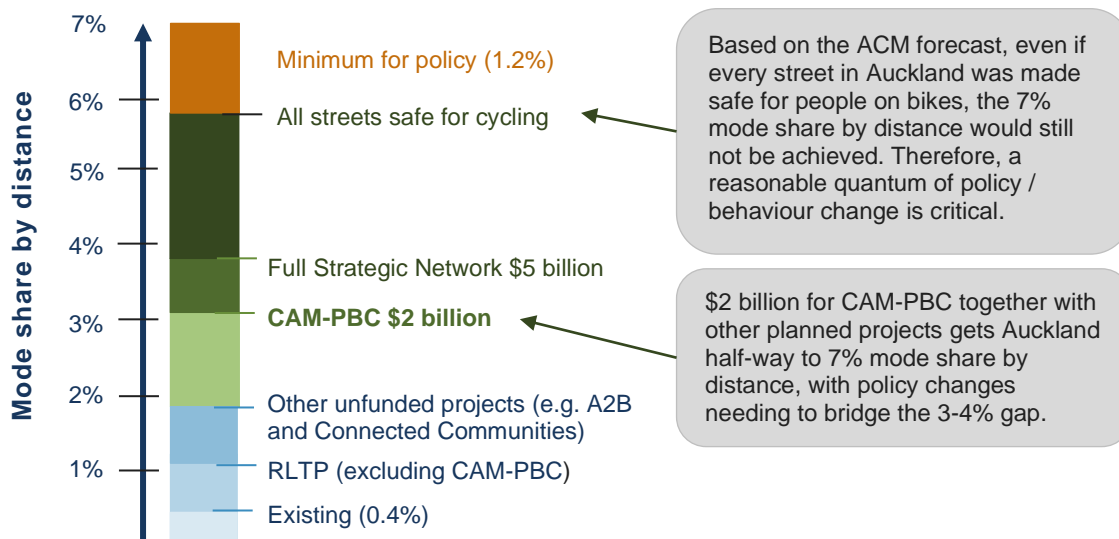 Mode share by distance
7%
6%
5%
4%
3%
2%
1%
Minimum for policy (1.2%)
All streets safe for cycling
Full Strategic Network $5 billion
CAM-PBC $2 billion
Other unfunded projects (e.g. A2B
and Connected Communities)
RLTP (excluding CAM-PBC)
Existing (0.4%)
Based on the ACM forecast, even if
every street in Auckland was made
safe for people on bikes, the 7%
mode share by distance would still
not be achieved. Therefore, a
reasonable quantum of policy /
behaviour change is critical.
$2 billion for CAM-PBC together with
other planned projects gets Auckland
half-way to 7% mode share by
distance, with policy changes
needing to bridge the 3-4% gap.